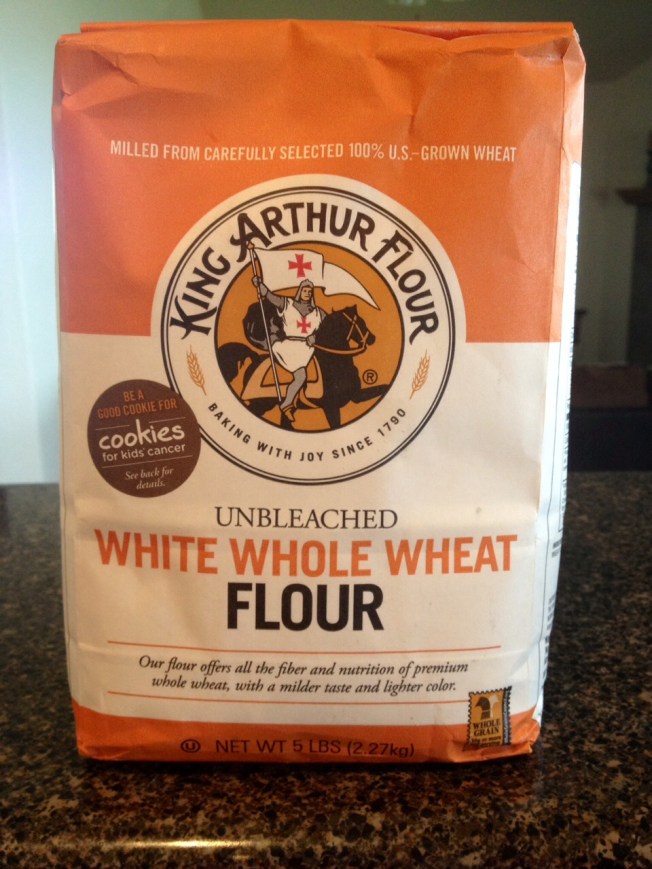 MILLED FROM CAREFULLY SELECTED 100% U.S.-GROWN WHEAT
KING ARTHUR FLOUR
®
BAKING WITH JOY SINCE 1790
BE A
GOOD COOKIE FOR
cookies
for kids' cancer
See back for
details.
UNBLEACHED
WHITE WHOLE WHEAT
FLOUR
Our flour offers all the fiber and nutrition of premium
whole wheat, with a milder taste and lighter color.
WHOLE
GRAIN
U NET WT 5 LBS (2.27kg)